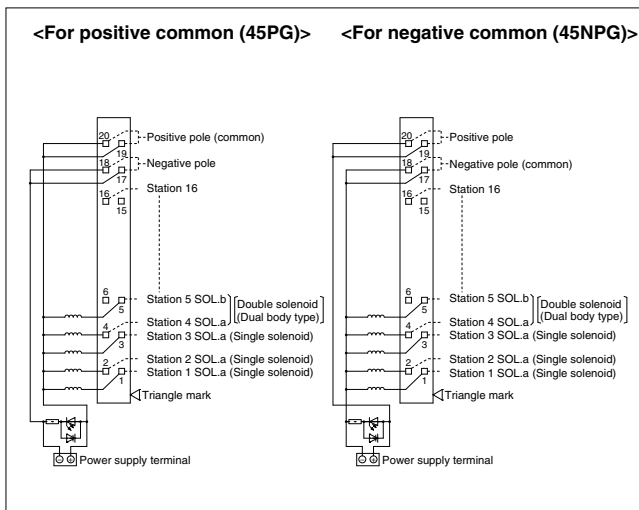 <For positive common (45PG)>
20
19
Positive pole (common)
18
17
Negative pole
Station 16
16
15
6
5
Station 5 SOL.b
Double solenoid
(Dual body type)
4
Station 4 SOL.a
3
Station 3 SOL.a (Single solenoid)
2
Station 2 SOL.a (Single solenoid)
1
Station 1 SOL.a (Single solenoid)
Triangle mark
− +
Power supply terminal
<For negative common (45NPG)>
20
19
Positive pole
18
17
Negative pole (common)
Station 16
16
15
6
5
Station 5 SOL.b
Double solenoid
(Dual body type)
4
Station 4 SOL.a
3
Station 3 SOL.a (Single solenoid)
2
Station 2 SOL.a (Single solenoid)
1
Station 1 SOL.a (Single solenoid)
Triangle mark
− +
Power supply terminal